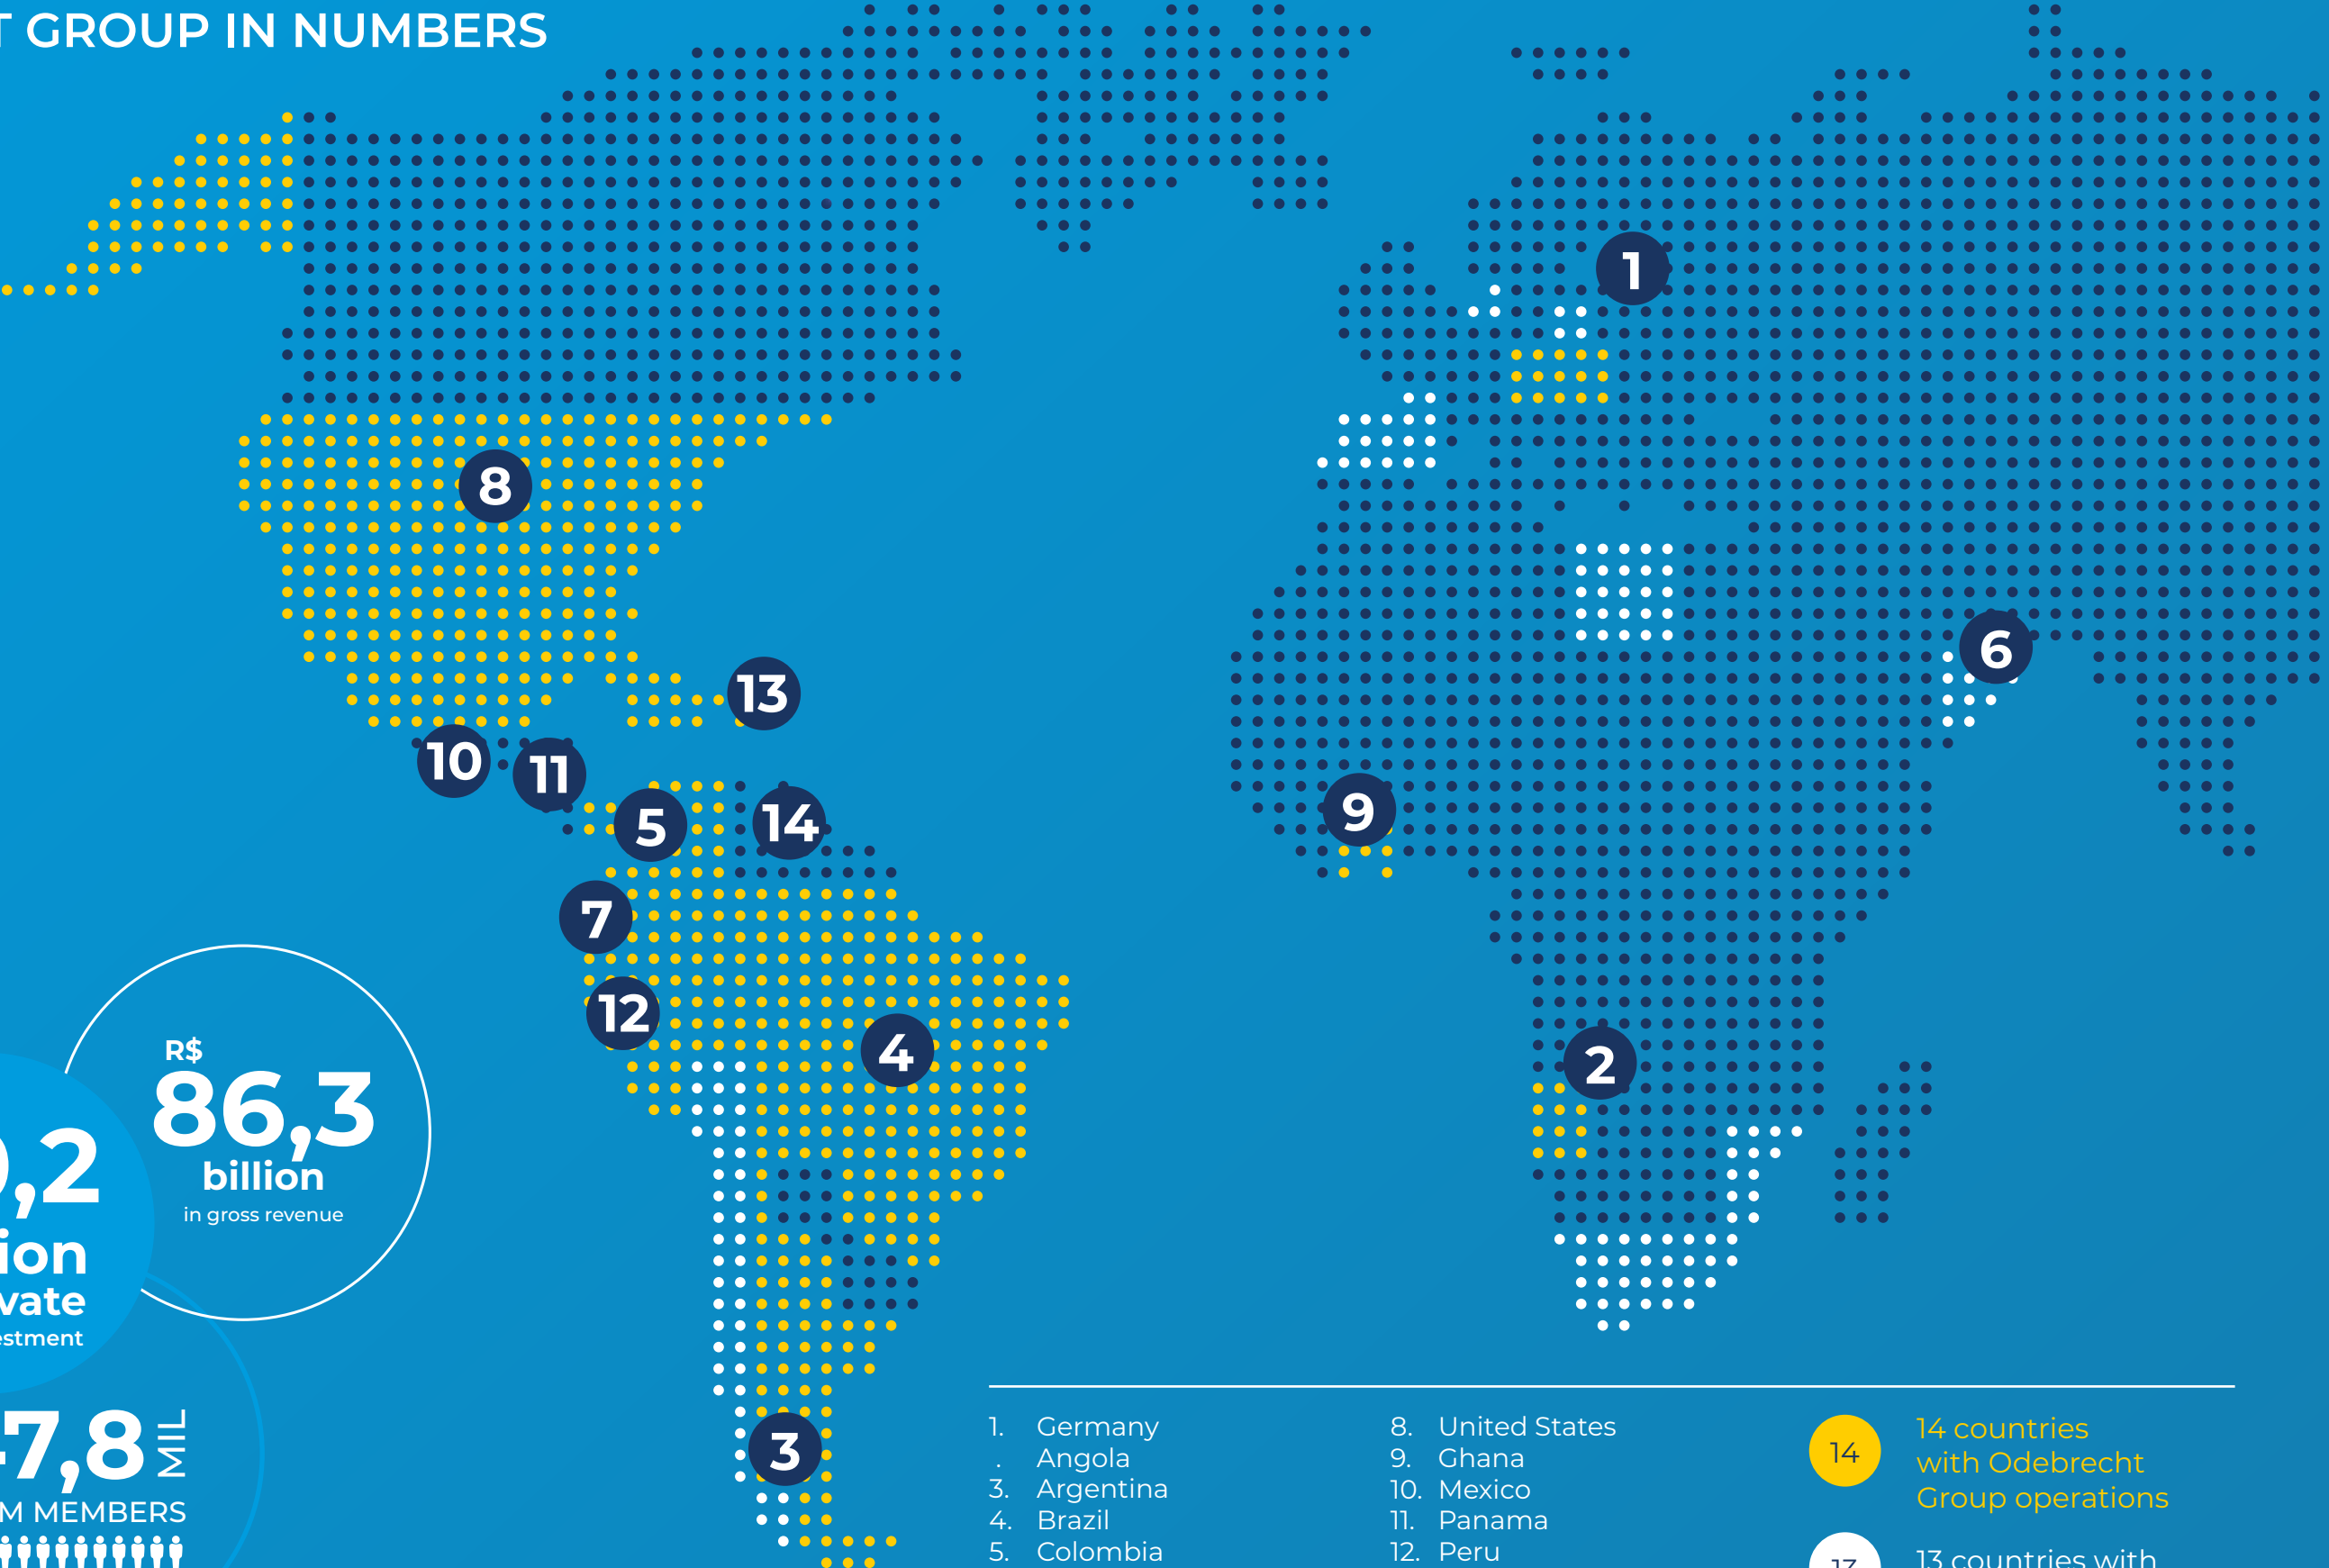 T GROUP IN NUMBERS
1
8
6
13
10
11
5
14
9
7
12
4
2
3
R$
86,3
billion
in gross revenue
,2
ion
vate
estment
7,8 MIL
M MEMBERS
1. Germany
. Angola
3. Argentina
4. Brazil
5. Colombia
8. United States
9. Ghana
10. Mexico
11. Panama
12. Peru
14
14 countries
with Odebrecht
Group operations
13
13 countries with